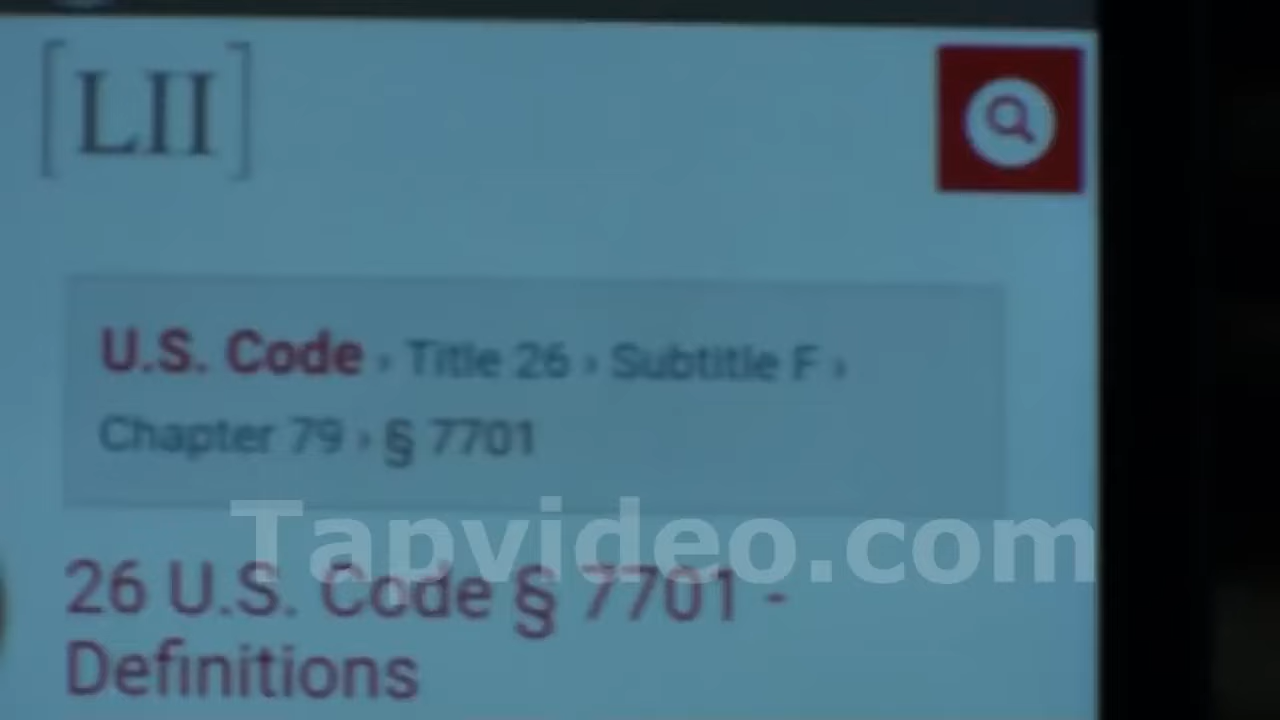 [LII]
U.S. Code › Title 26 › Subtitle F ›
Chapter 79 › § 7701
Tapvideo.com
26 U.S. Code § 7701 -
Definitions